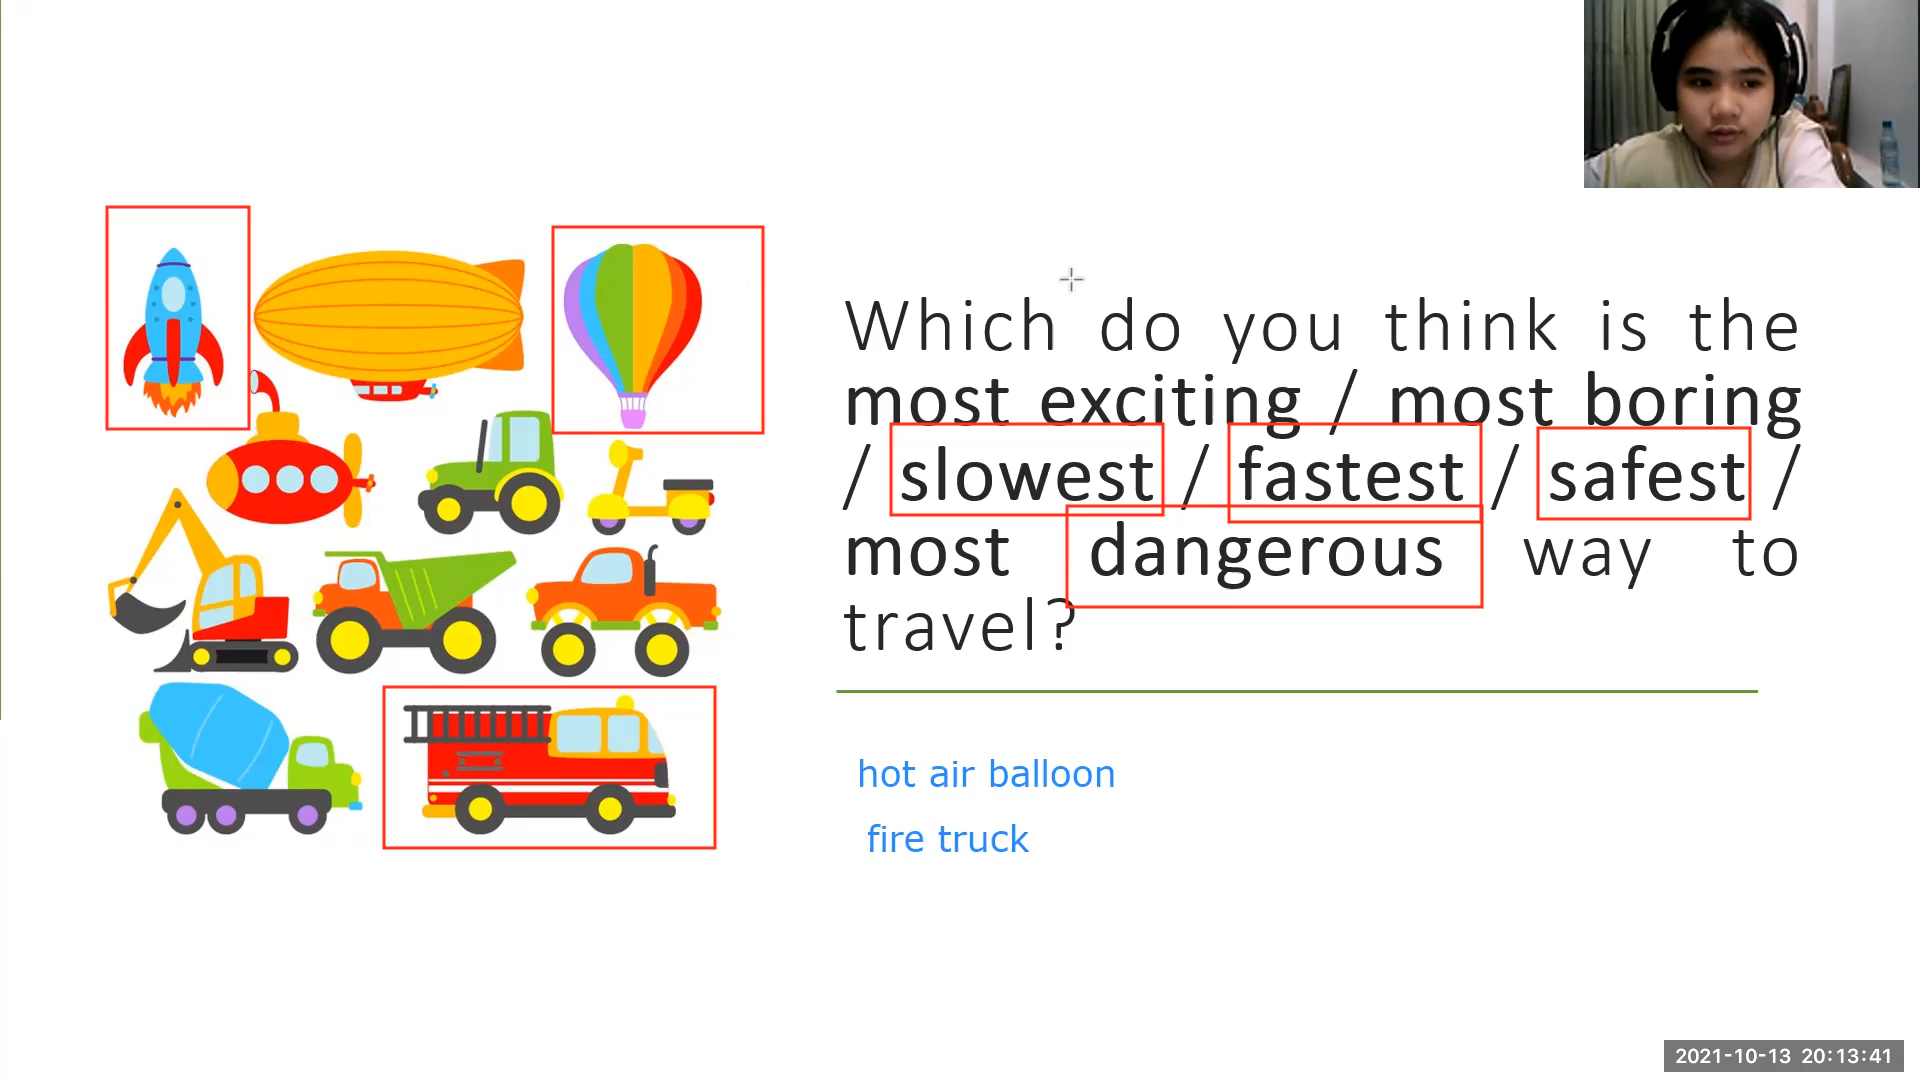 Which do you think is the
most exciting / most boring
/ slowest / fastest / safest /
most dangerous way to
travel?
hot air balloon
fire truck
2021-10-13 20:13:41